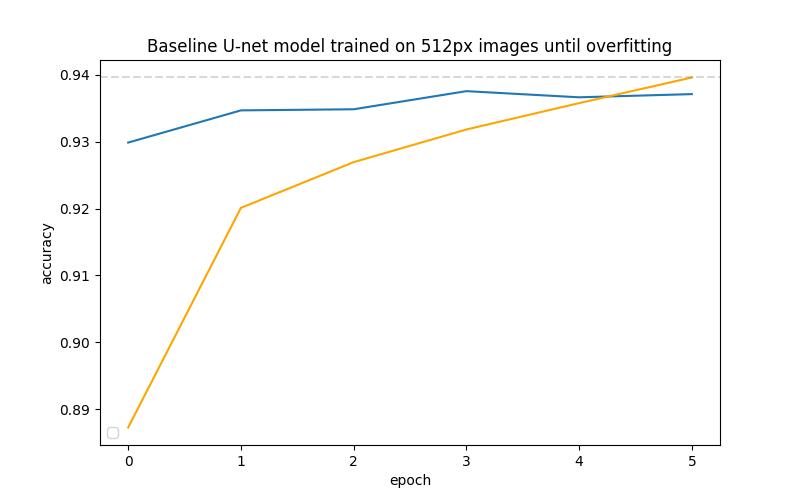 Baseline U-net model trained on 512px images until overfitting
0.94
0.93
0.92
0.91
0.90
0.89
accuracy
0 1 2 3 4 5
epoch